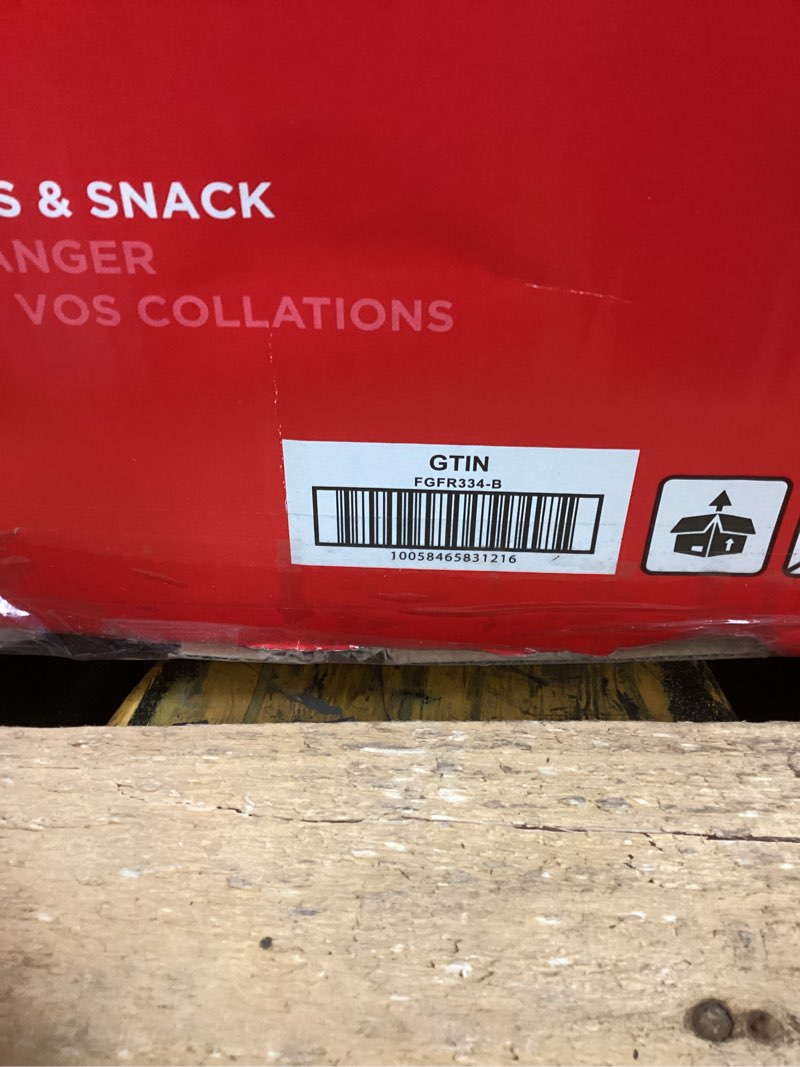 S & SNACK
ANGER
VOS COLLATIONS
GTIN
FGFR334-B
10058465831216